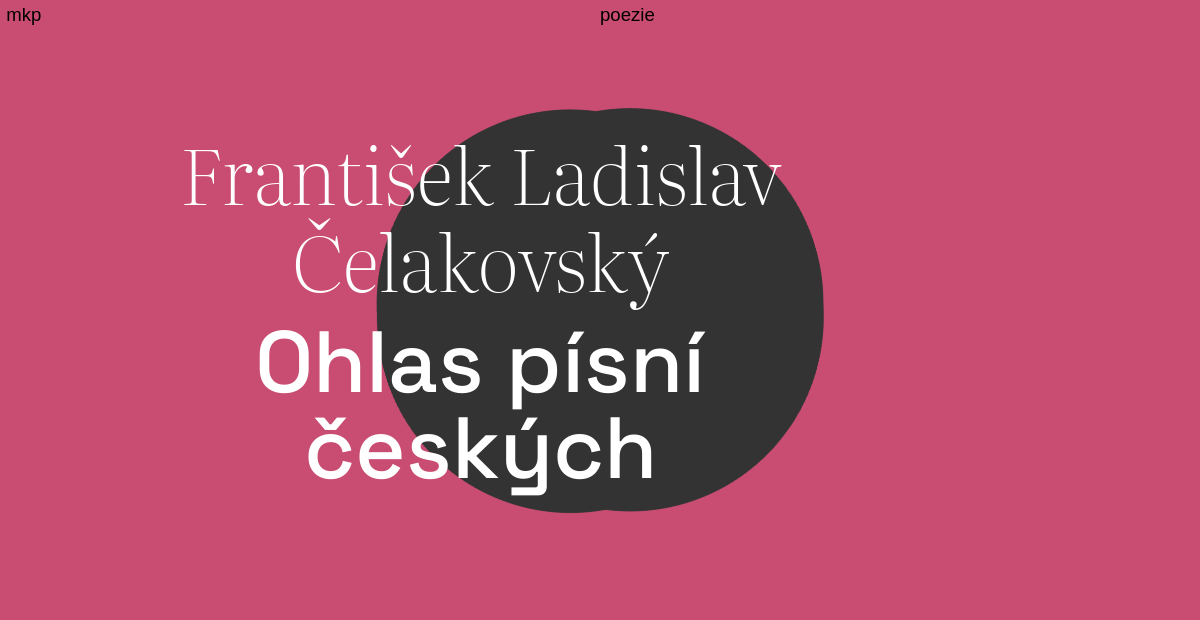 mkp
poezie
František Ladislav
Čelakovský
Ohlas písní
českých